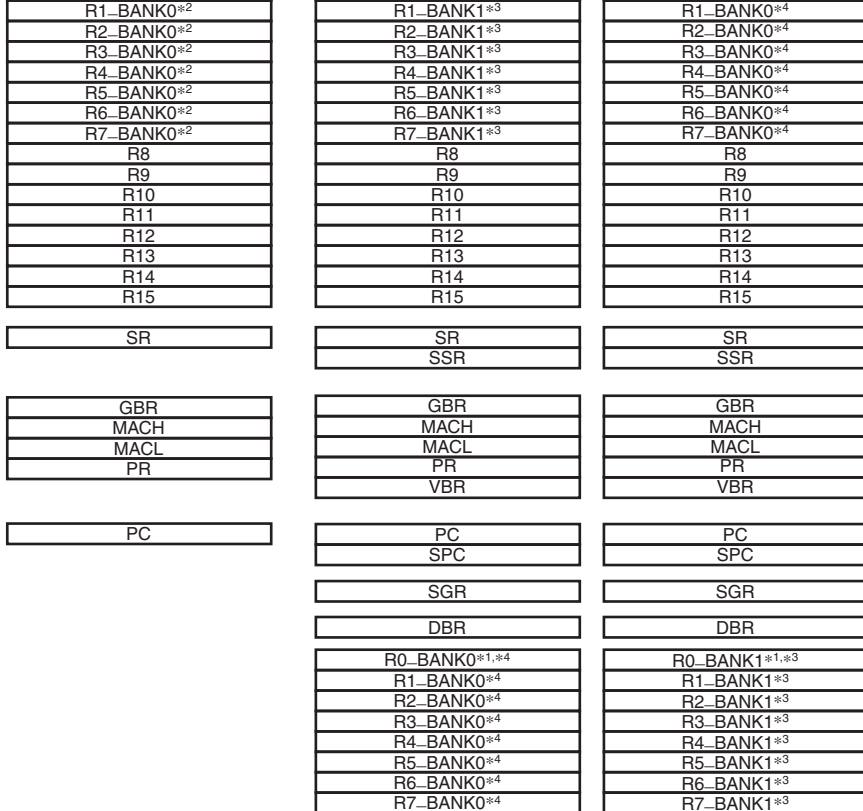 R1_BANK0*2 R1_BANK1*3 R1_BANK0*4
R2_BANK0*2 R2_BANK1*3 R2_BANK0*4
R3_BANK0*2 R3_BANK1*3 R3_BANK0*4
R4_BANK0*2 R4_BANK1*3 R4_BANK0*4
R5_BANK0*2 R5_BANK1*3 R5_BANK0*4
R6_BANK0*2 R6_BANK1*3 R6_BANK0*4
R7_BANK0*2 R7_BANK1*3 R7_BANK0*4
R8 R8 R8
R9 R9 R9
R10 R10 R10
R11 R11 R11
R12 R12 R12
R13 R13 R13
R14 R14 R14
R15 R15 R15
SR SR SR
SSR SSR
GBR GBR GBR
MACH MACH MACH
MACL MACL MACL
PR PR PR
VBR VBR
PC PC PC
SPC SPC
SGR SGR
DBR DBR
R0_BANK0*1,*4 R0_BANK1*1,*3
R1_BANK0*4 R1_BANK1*3
R2_BANK0*4 R2_BANK1*3
R3_BANK0*4 R3_BANK1*3
R4_BANK0*4 R4_BANK1*3
R5_BANK0*4 R5_BANK1*3
R6_BANK0*4 R6_BANK1*3
R7_BANK0*4 R7_BANK1*3